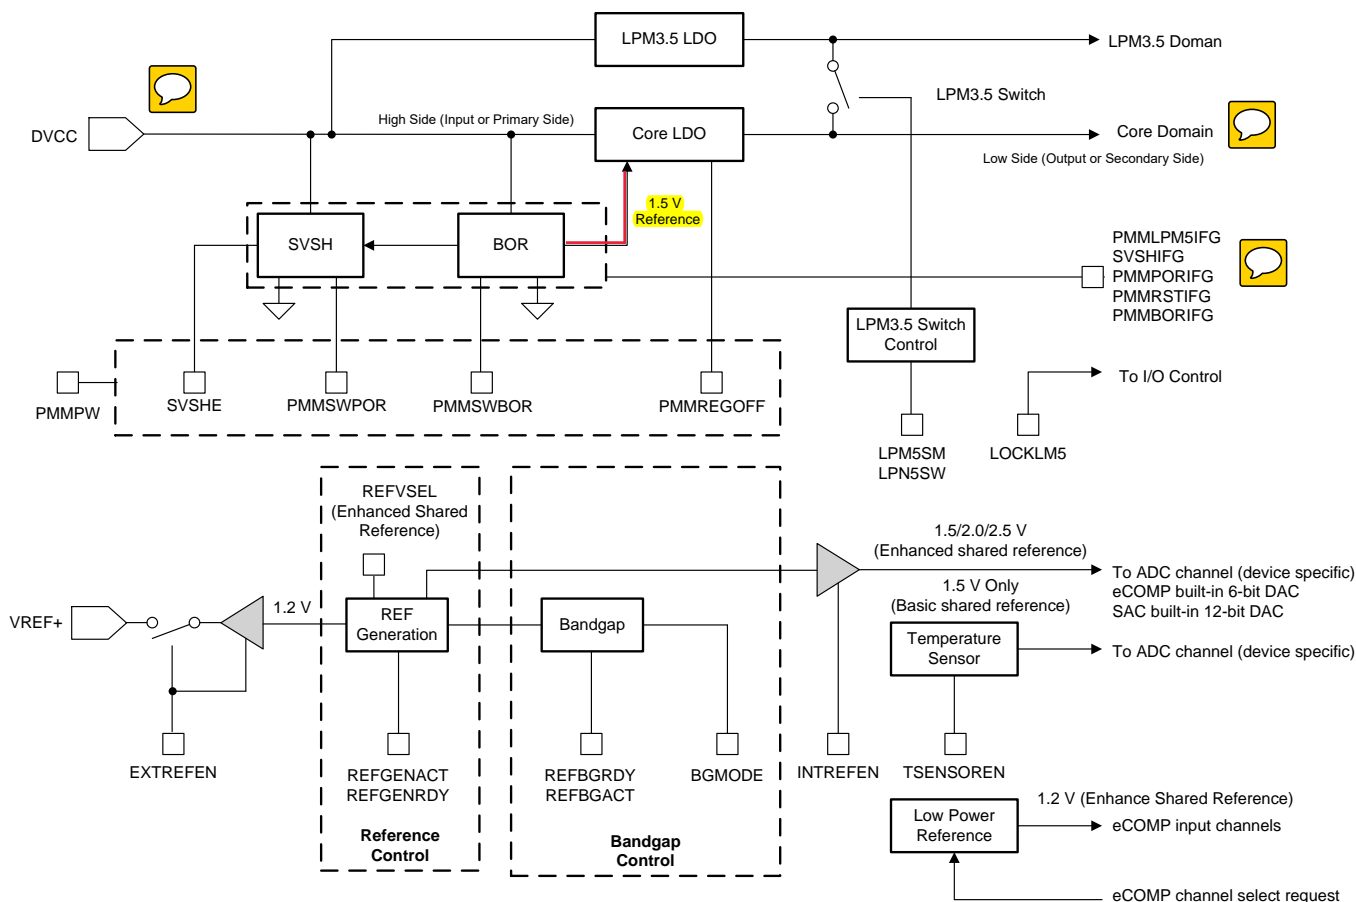 LPM3.5 LDO
LPM3.5 Doman
LPM3.5 Switch
DVCC
High Side (Input or Primary Side)
Core LDO
Core Domain
Low Side (Output or Secondary Side)
1.5 V
Reference
SVSH
BOR
PMMLPM5IFG
SVSHIFG
PMMPORIFG
PMMRSTIFG
PMMBORIFG
LPM3.5 Switch
Control
To I/O Control
PMMPW
SVSHE
PMMSWPOR
PMMSWBOR
PMMREGOFF
LPM5SM
LPN5SW
LOCKLM5
REFVSEL
(Enhanced Shared
Reference)
1.5/2.0/2.5 V
(Enhanced shared reference)
1.5 V Only
(Basic shared reference)
To ADC channel (device specific)
eCOMP built-in 6-bit DAC
SAC built-in 12-bit DAC
VREF+
1.2 V
REF
Generation
Bandgap
Temperature
Sensor
To ADC channel (device specific)
EXTREFEN
REFGENACT
REFGENRDY
REFBGRDY
REFBGACT
BGMODE
INTREFEN
TSENSOREN
Reference
Control
Bandgap
Control
1.2 V (Enhance Shared Reference)
Low Power
Reference
eCOMP input channels
eCOMP channel select request